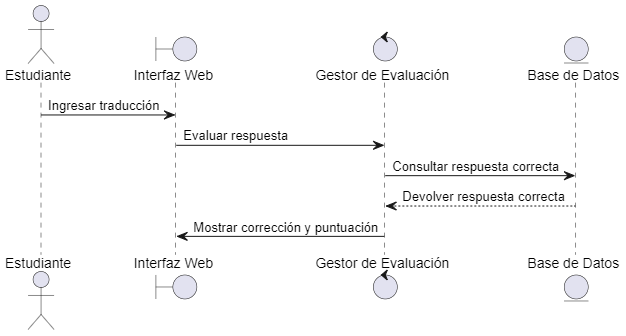 Estudiante
Interfaz Web
Gestor de Evaluación
Base de Datos
Ingresar traducción
Evaluar respuesta
Consultar respuesta correcta
Devolver respuesta correcta
Mostrar corrección y puntuación
Estudiante
Interfaz Web
Gestor de Evaluación
Base de Datos